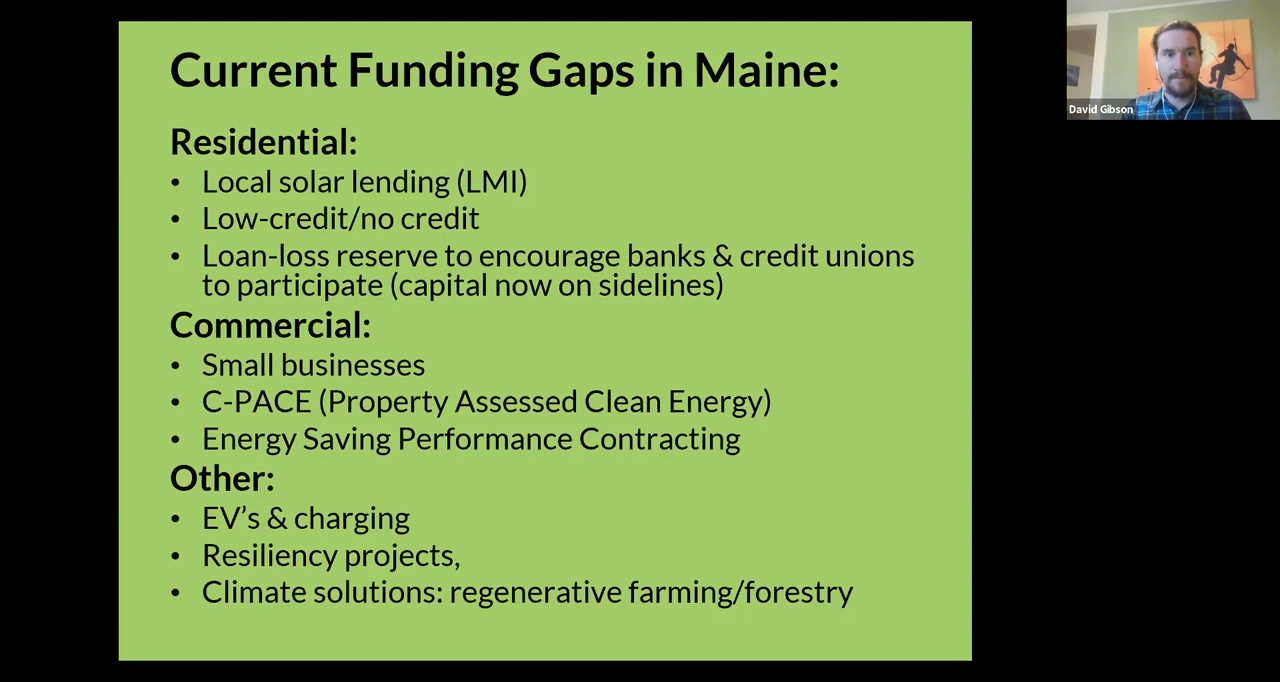 Current Funding Gaps in Maine:
Residential:
• Local solar lending (LMI)
• Low-credit/no credit
• Loan-loss reserve to encourage banks & credit unions
to participate (capital now on sidelines)
Commercial:
• Small businesses
• C-PACE (Property Assessed Clean Energy)
• Energy Saving Performance Contracting
Other:
• EV’s & charging
• Resiliency projects,
• Climate solutions: regenerative farming/forestry
David Gibson